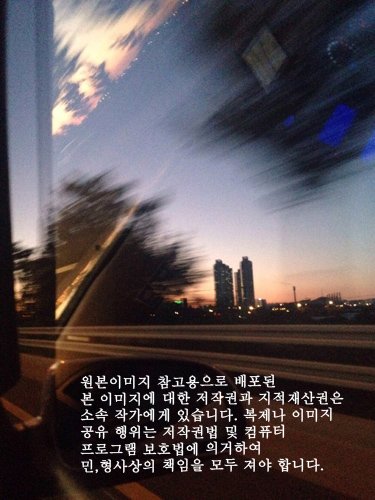 원본이미지 참고용으로 배포된
본 이미지에 대한 저작권과 지적재산권은
소속 작가에게 있습니다. 복제나 이미지
공유 행위는 저작권법 및 컴퓨터
프로그램 보호법에 의거하여
민,형사상의 책임을 모두 져야 합니다.